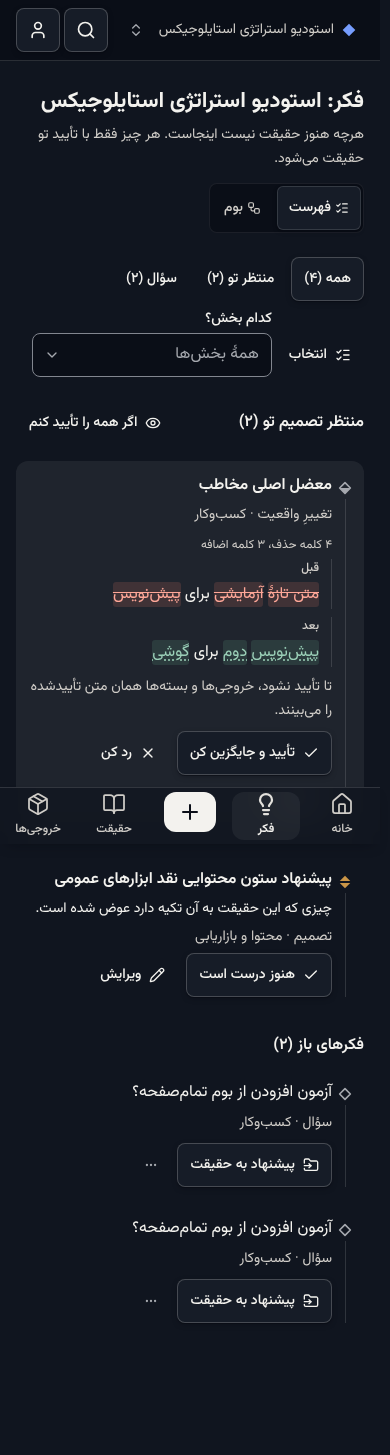 استودیو استراتژی استایلوجیکس
فکر: استودیو استراتژی استایلوجیکس
هرچه هنوز حقیقت نیست اینجاست. هر چیز فقط با تأیید تو
حقیقت می‌شود.
فهرست
بوم
همه (۴)
منتظر تو (۲)
سؤال (۲)
کدام بخش؟
انتخاب
همهٔ بخش‌ها
منتظر تصمیم تو (۲)
اگر همه را تأیید کنم
معضل اصلی مخاطب
تغییرِ واقعیت · کسب‌وکار
۴ کلمه حذف، ۳ کلمه اضافه
قبل
متن تازهٔ آزمایشی برای پیش‌نویس
بعد
پیش‌نویس دوم برای گوشی
تا تأیید نشود، خروجی‌ها و بسته‌ها همان متن تأییدشده
را می‌بینند.
تأیید و جایگزین کن
رد کن
خانه
فکر
حقیقت
خروجی‌ها
پیشنهاد ستون محتوایی نقد ابزارهای عمومی
چیزی که این حقیقت به آن تکیه دارد عوض شده است.
تصمیم · محتوا و بازاریابی
هنوز درست است
ویرایش
فکرهای باز (۲)
آزمون افزودن از بوم تمام‌صفحه؟
سؤال · کسب‌وکار
پیشنهاد به حقیقت
...
آزمون افزودن از بوم تمام‌صفحه؟
سؤال · کسب‌وکار
پیشنهاد به حقیقت
...